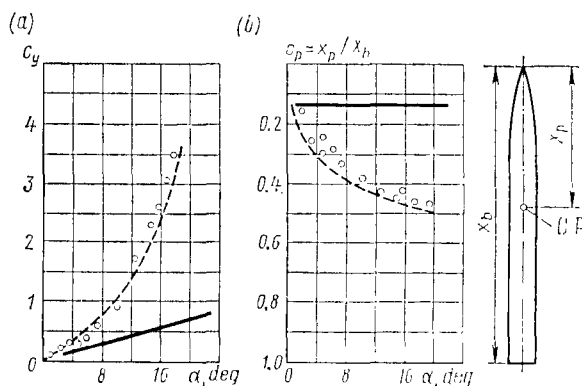 (a)
c_y
4
3
2
1
0
8
16
α, deg
(b)
c_p = x_p / x_b
0.2
0.4
0.6
0.8
1.0
0
8
16
α, deg
x_b
x_p
C.P.